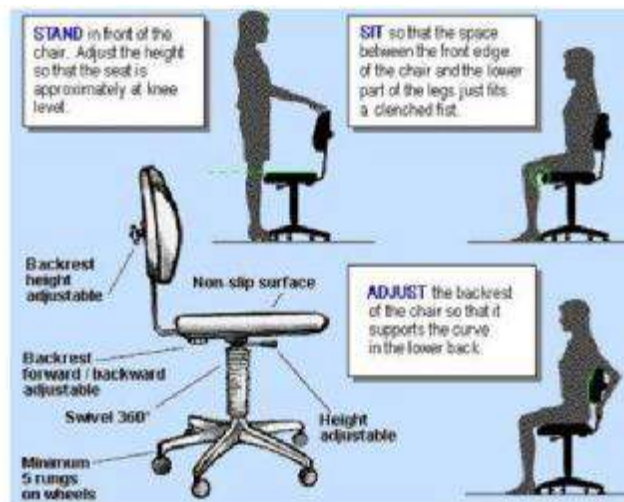 STAND in front of the
chair. Adjust the height
so that the seat is
approximately at knee
level.
SIT so that the space
between the front edge
of the chair and the lower
part of the legs just fits
a clenched fist.
Backrest
height
adjustable
Non-slip surface
ADJUST the backrest
of the chair so that it
supports the curve
in the lower back.
Backrest
forward / backward
adjustable
Swivel 360°
Height
adjustable
Minimum
5 rungs
on wheels